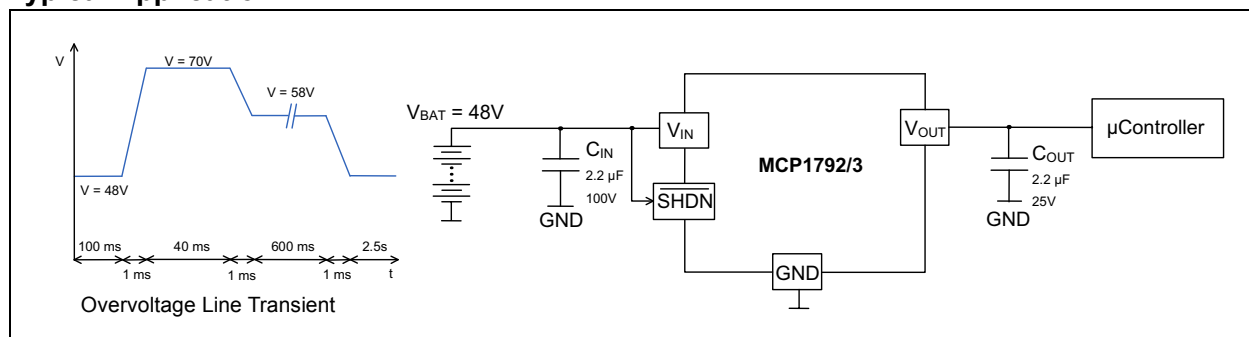 V
V = 70V
V = 58V
V = 48V
100 ms
40 ms
600 ms
2.5s
1 ms
1 ms
1 ms
t
Overvoltage Line Transient
VBAT = 48V
CIN
2.2 µF
100V
GND
VIN
SHDN
MCP1792/3
GND
VOUT
COUT
2.2 µF
25V
GND
µController